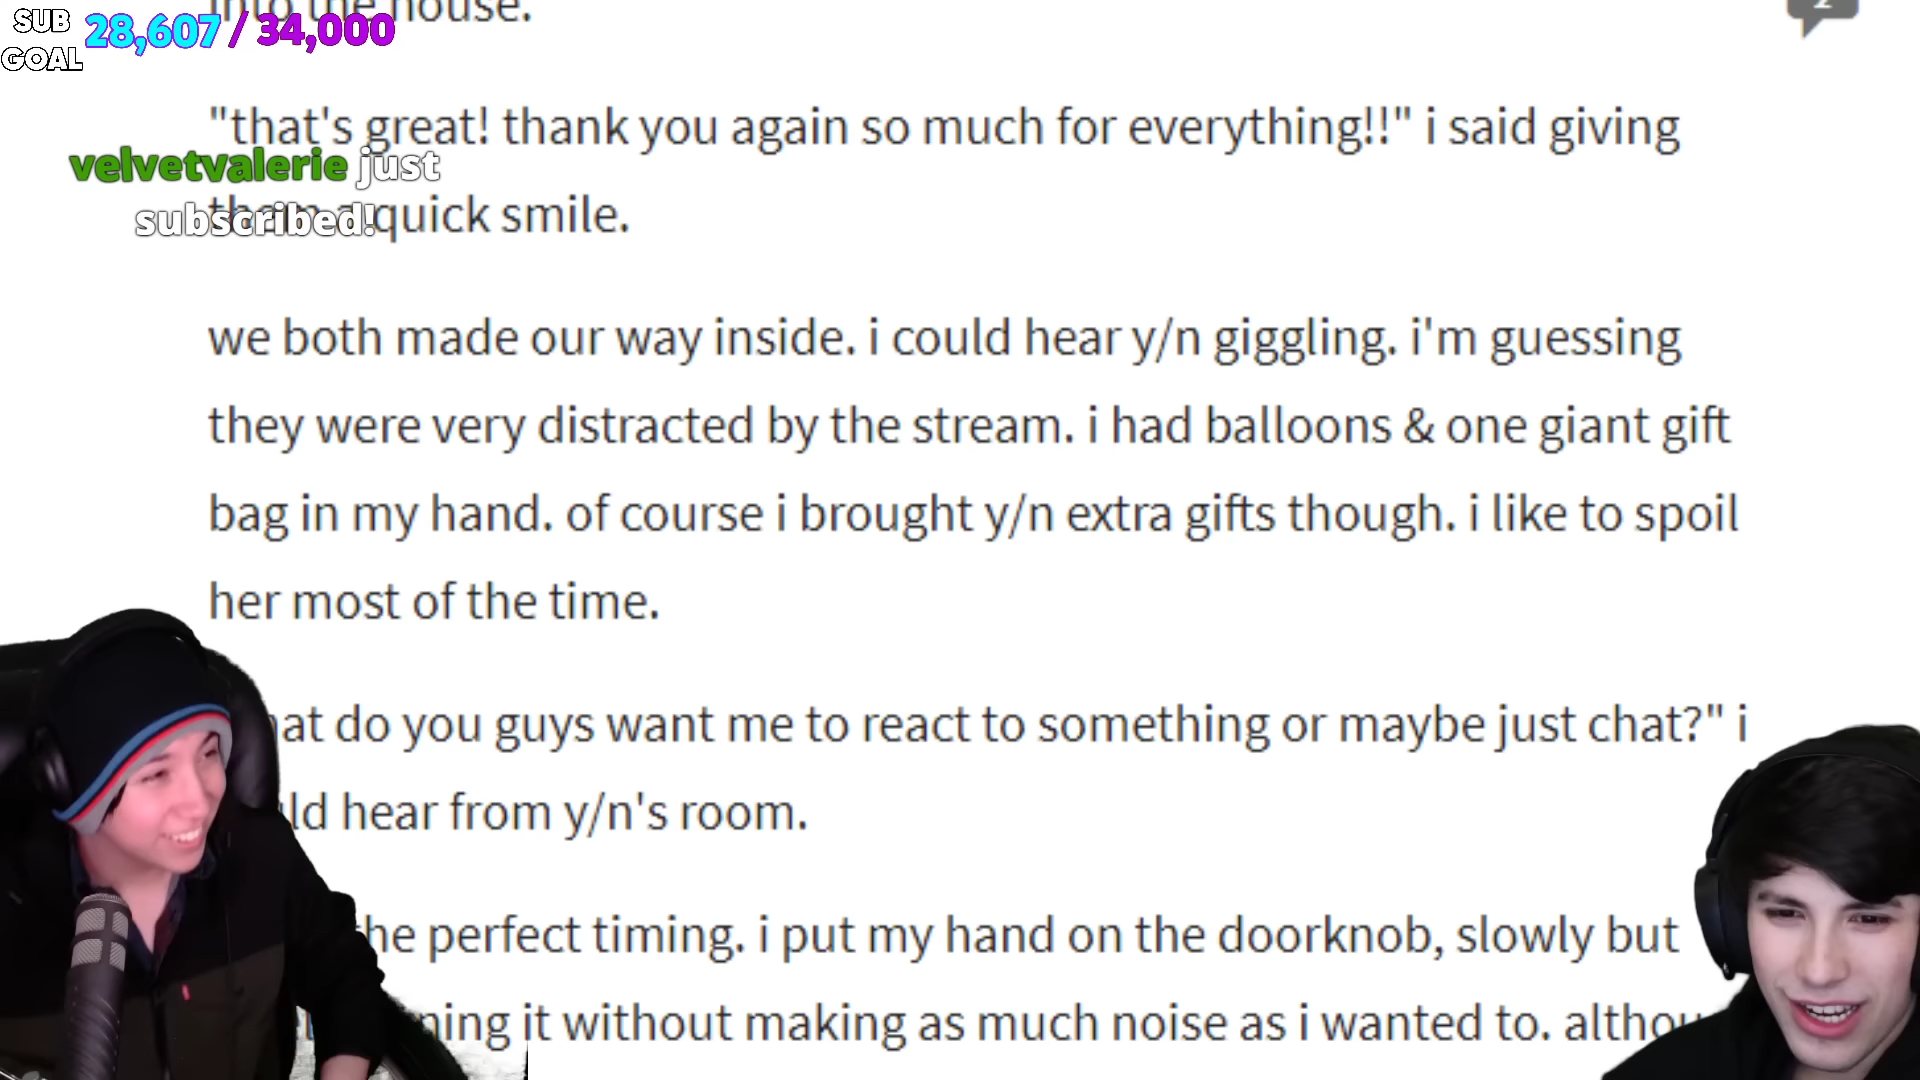 into the house.
2
SUB
GOAL
28,607 / 34,000
"that's great! thank you again so much for everything!!" i said giving
velvetvalerie just
subscribed!
them a quick smile.
we both made our way inside. i could hear y/n giggling. i'm guessing
they were very distracted by the stream. i had balloons & one giant gift
bag in my hand. of course i brought y/n extra gifts though. i like to spoil
her most of the time.
do you guys want me to react to something or maybe just chat?" i
hear from y/n's room.
perfect timing. i put my hand on the doorknob, slowly but
it without making as much noise as i wanted to.